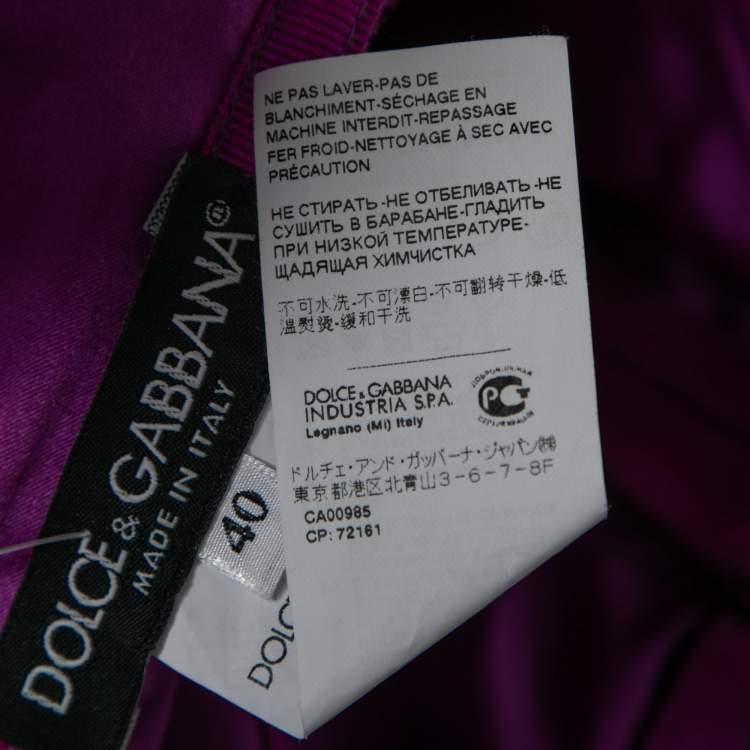 NE PAS LAVER-PAS DE
BLANCHIMENT-SÉCHAGE EN
MACHINE INTERDIT-REPASSAGE
FER FROID-NETTOYAGE À SEC AVEC
PRÉCAUTION
НЕ СТИРАТЬ-НЕ ОТБЕЛИВАТЬ-НЕ
СУШИТЬ В БАРАБАНЕ-ГЛАДИТЬ
ПРИ НИЗКОЙ ТЕМПЕРАТУРЕ-
ЩАДЯЩАЯ ХИМЧИСТКА
不可水洗-不可漂白-不可翻转干燥-低
溫熨烫-缓和干洗
DOLCE & GABBANA
INDUSTRIA S.P.A.
Legnano (Mi) Italy
ドルチェ・アンド・ガッバーナ・ジャパン㈱
東京都港区北青山3-6-7-8F
CA00985
CP: 72161
DOLCE & GABBANA®
MADE IN ITALY
40
DOLC